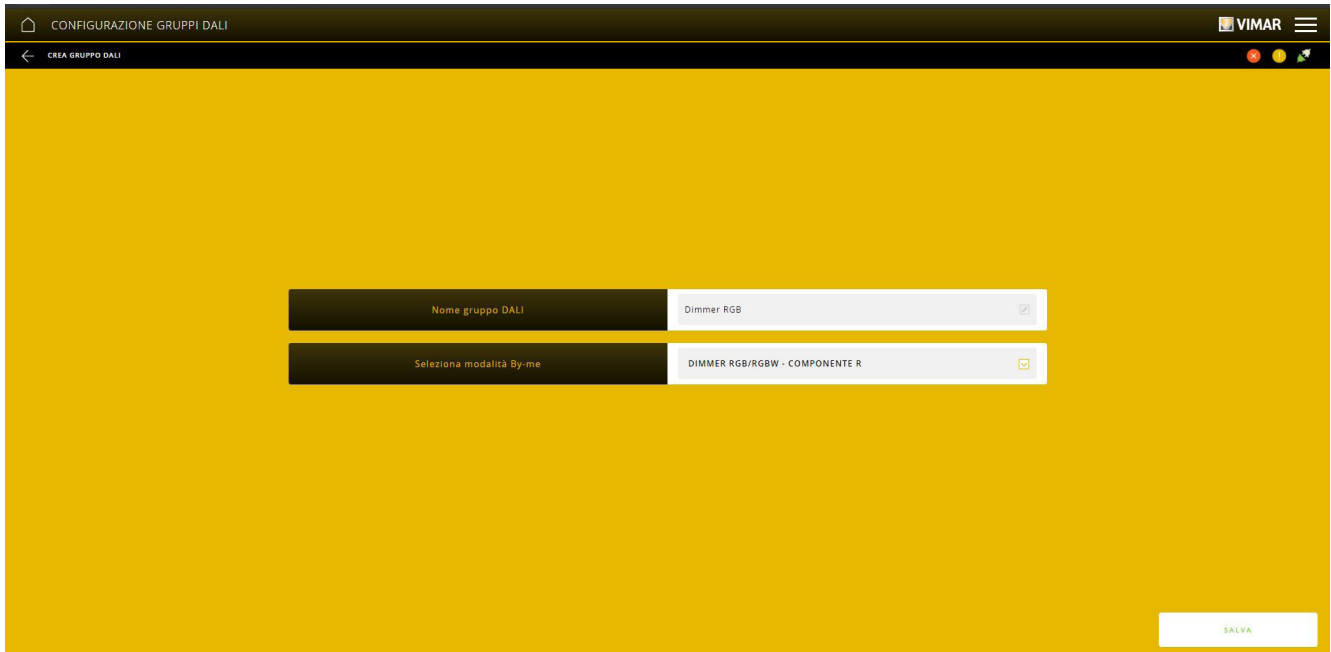 CONFIGURAZIONE GRUPPI DALI
VIMAR
CREA GRUPPO DALI
Nome gruppo DALI
Dimmer RGB
Seleziona modalità By-me
DIMMER RGB/RGBW - COMPONENTE R
SALVA